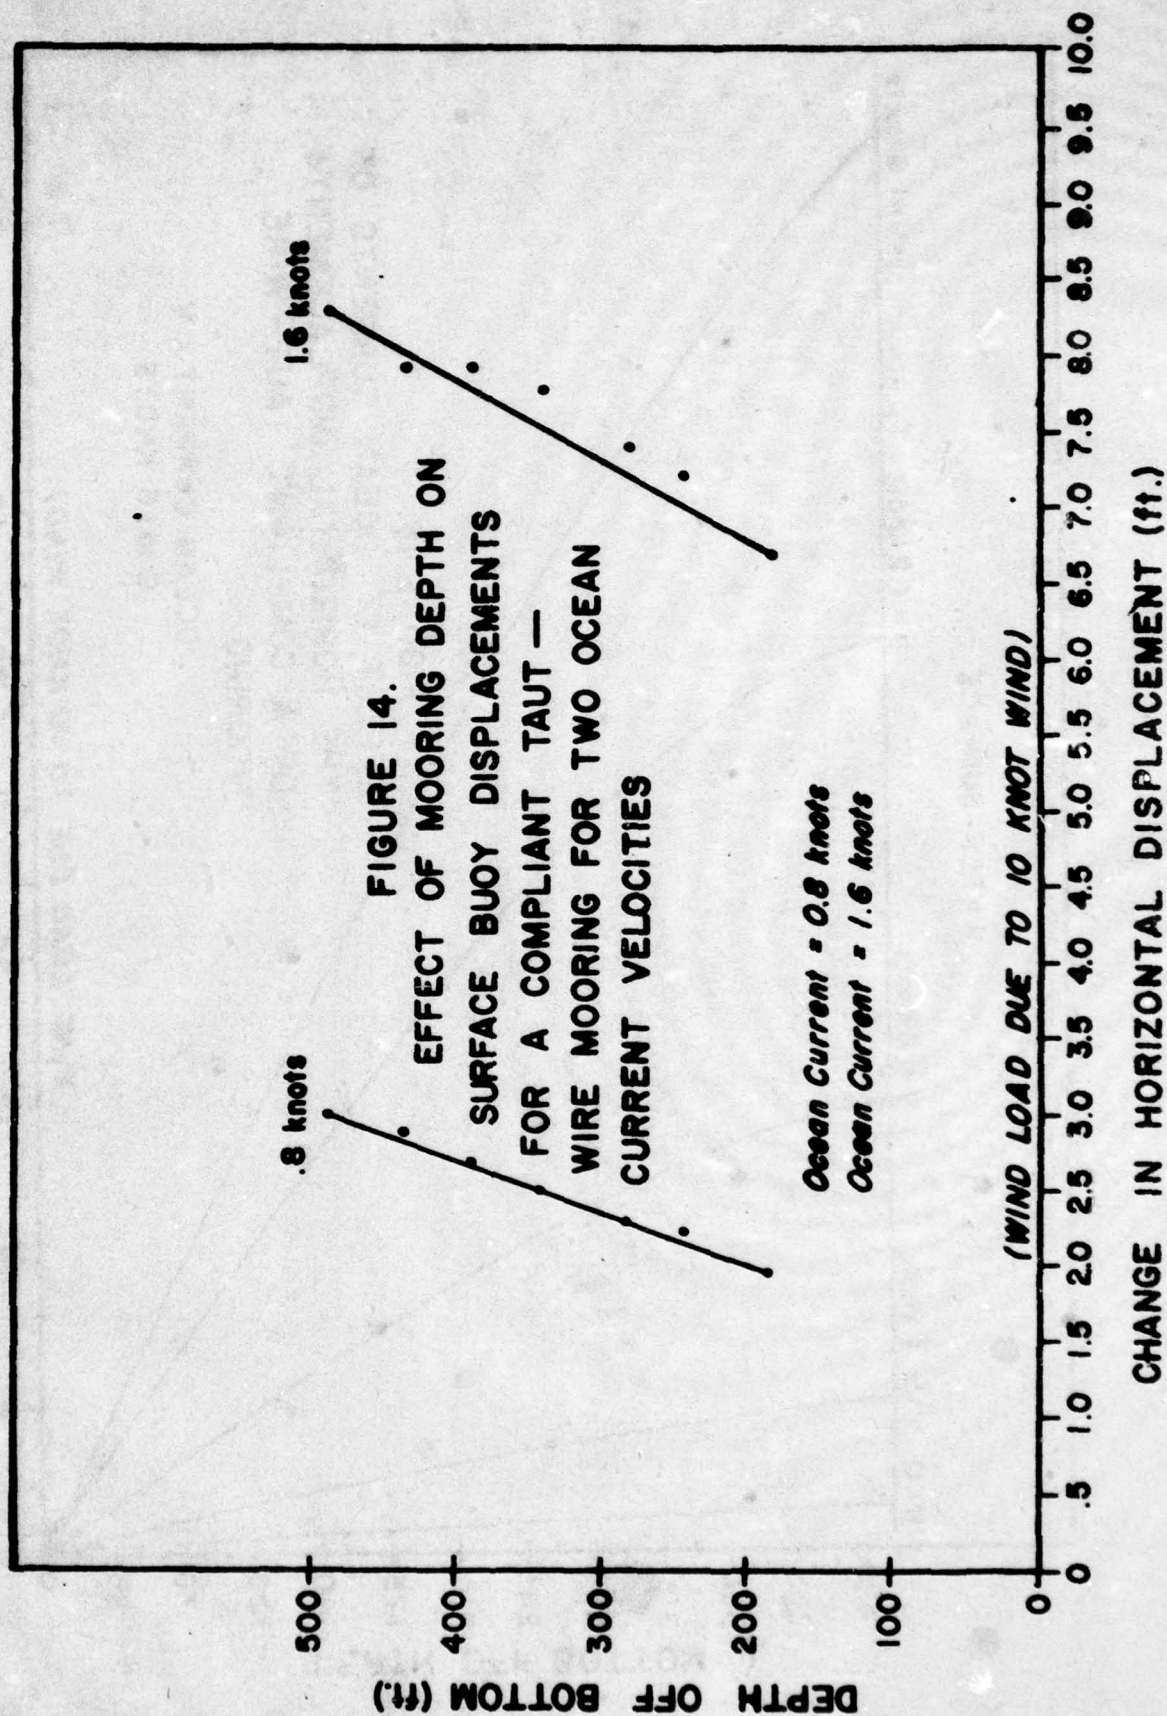 FIGURE 14.
EFFECT OF MOORING DEPTH ON
SURFACE BUOY DISPLACEMENTS
FOR A COMPLIANT TAUT —
WIRE MOORING FOR TWO OCEAN
CURRENT VELOCITIES
.8 knots
1.6 knots
Ocean Current = 0.8 knots
Ocean Current = 1.6 knots
(WIND LOAD DUE TO 10 KNOT WIND)
DEPTH OFF BOTTOM (ft.)
500
400
300
200
100
0
0 .5 1.0 1.5 2.0 2.5 3.0 3.5 4.0 4.5 5.0 5.5 6.0 6.5 7.0 7.5 8.0 8.5 9.0 9.5 10.0
CHANGE IN HORIZONTAL DISPLACEMENT (ft.)